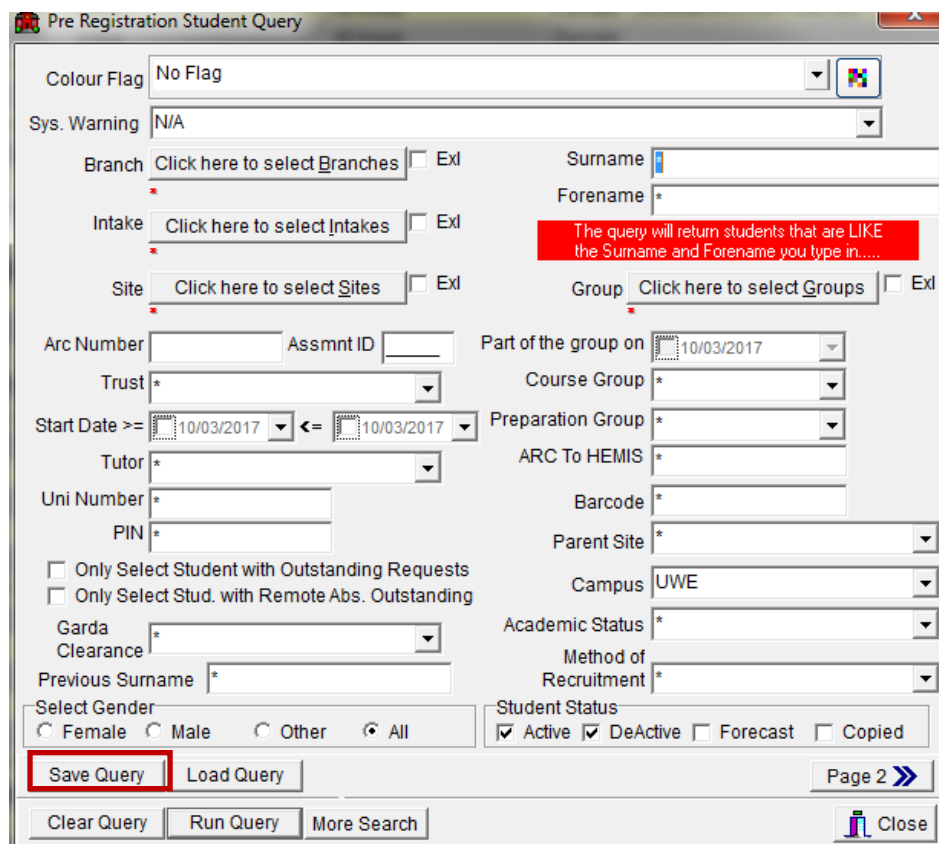 Pre Registration Student Query
X
Colour Flag No Flag
Sys. Warning N/A
Branch Click here to select Branches Exl Surname *
* Forename *
Intake Click here to select Intakes Exl The query will return students that are LIKE
* the Surname and Forename you type in.....
Site Click here to select Sites Exl Group Click here to select Groups Exl
* *
Arc Number Assmnt ID _____ Part of the group on 10/03/2017
Trust * Course Group *
Start Date >= 10/03/2017 <= 10/03/2017 Preparation Group *
Tutor * ARC To HEMIS *
Uni Number * Barcode *
PIN * Parent Site *
Only Select Student with Outstanding Requests
Only Select Stud. with Remote Abs. Outstanding Campus UWE
Garda
Clearance * Academic Status *
Previous Surname * Method of
Recruitment *
Select Gender Student Status
Female Male Other All Active DeActive Forecast Copied
Save Query Load Query Page 2
Clear Query Run Query More Search Close